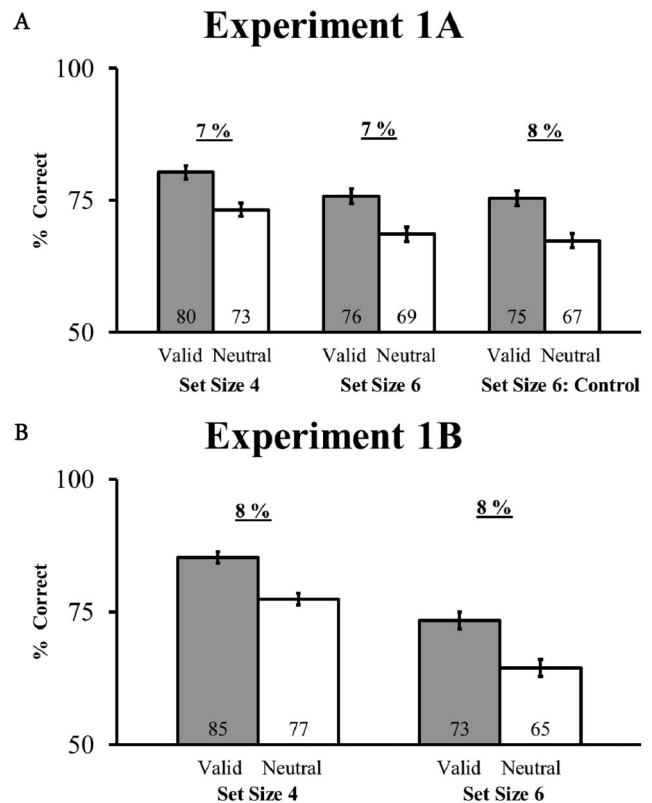 A
Experiment 1A
100
7 % 7 % 8 %
% Correct
75
80 73 76 69 75 67
50
Valid Neutral Valid Neutral Valid Neutral
Set Size 4 Set Size 6 Set Size 6: Control
B
Experiment 1B
100
8 % 8 %
% Correct
75
85 77 73 65
50
Valid Neutral Valid Neutral
Set Size 4 Set Size 6